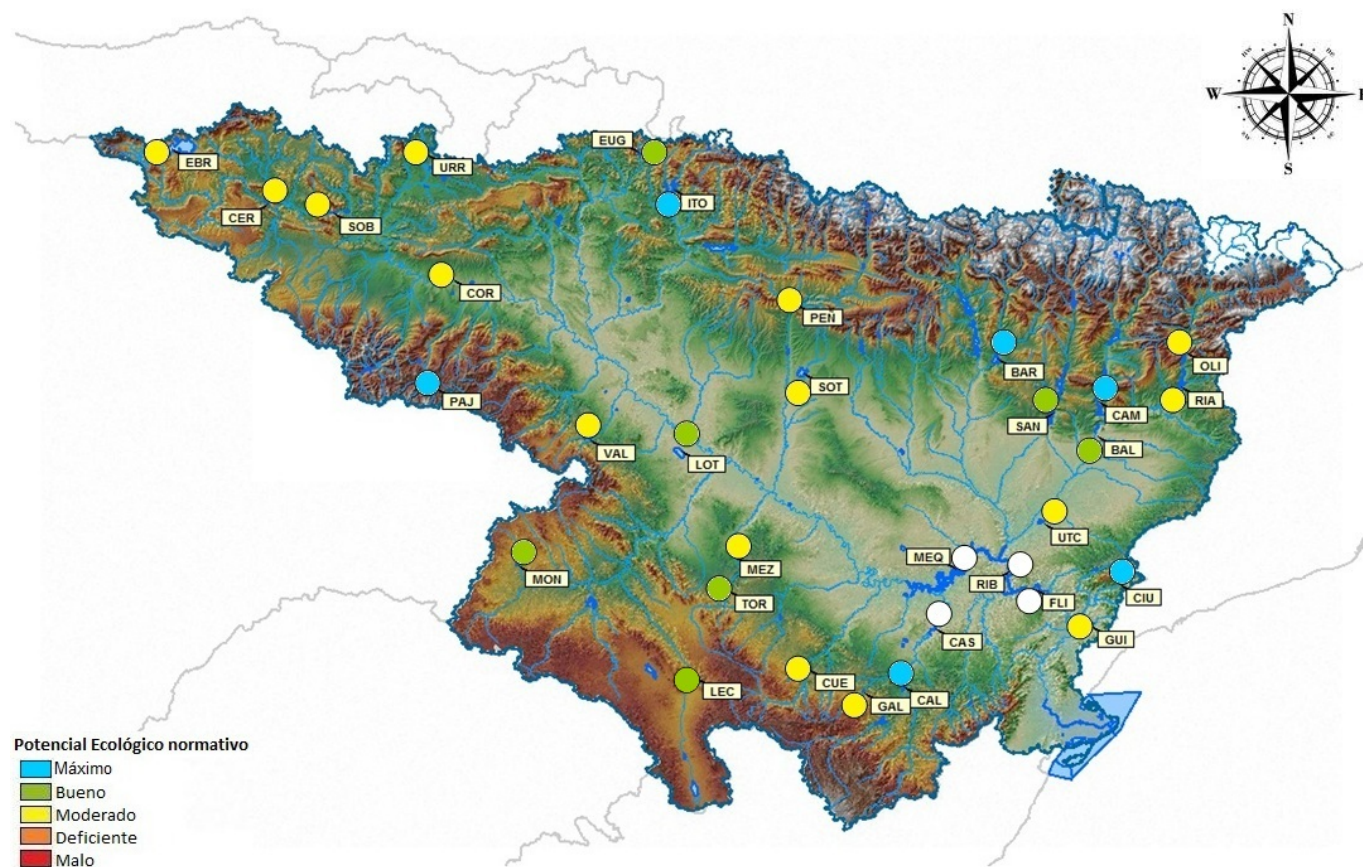 N
W
E
S
EUG
EBR
URR
ITO
CER
SOB
COR
PEN
BAR
OLI
PAJ
SOT
SAN
CAM
RIA
VAL
LOT
BAL
UTC
MEQ
MON
MEZ
RIB
TOR
FLI
CIU
CAS
GUI
LEC
CUE
GAL
CAL
Potencial Ecológico normativo
Máximo
Bueno
Moderado
Deficiente
Malo